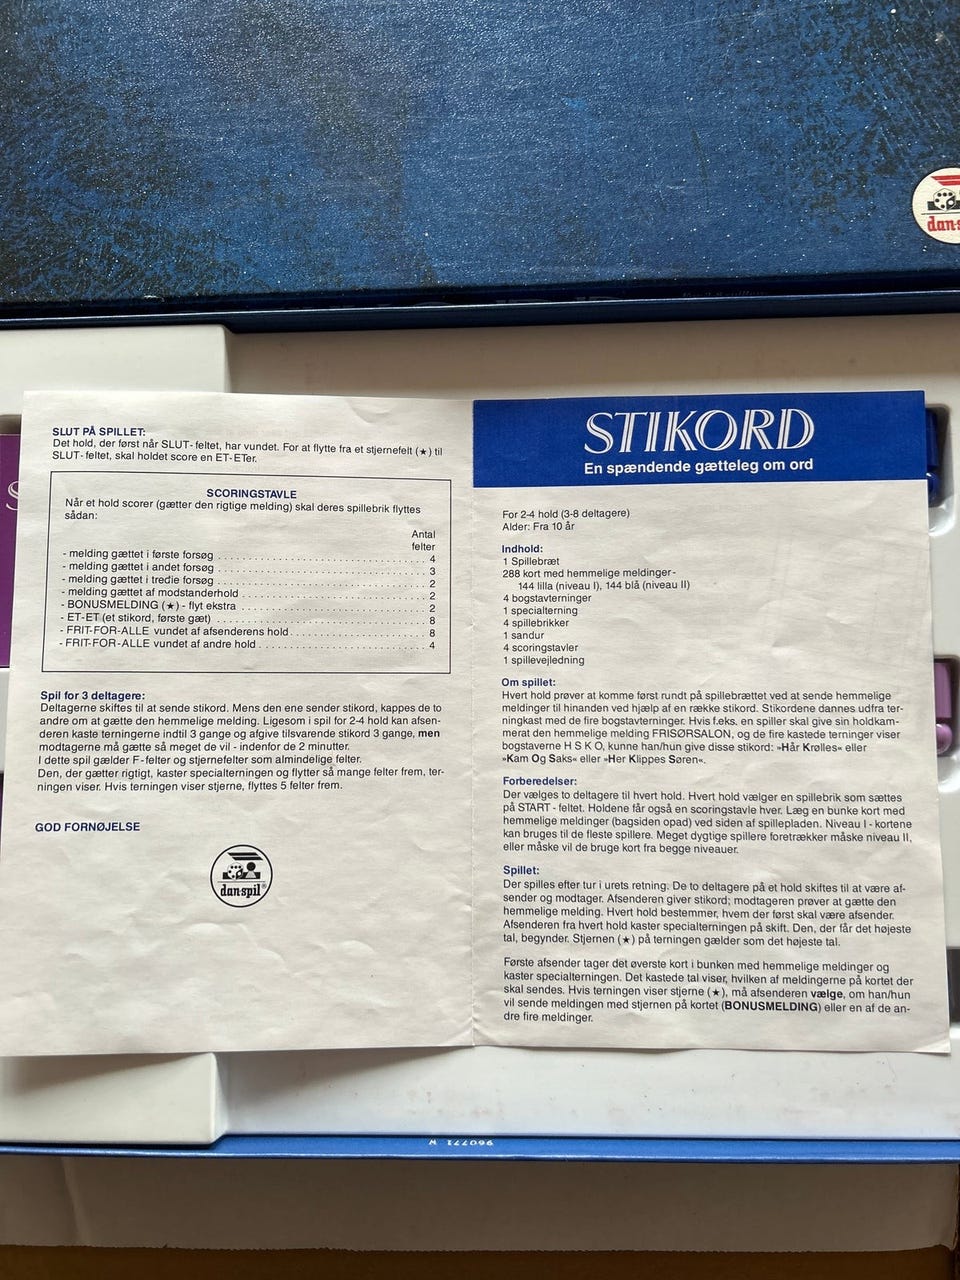 SLUT PÅ SPILLET:
Det hold, der først når SLUT-feltet, har vundet. For at flytte fra et stjernefelt (★) til
SLUT-feltet, skal holdet score en ET-ETer.
SCORINGSTAVLE
Når et hold scorer (gætter den rigtige melding) skal deres spillebrik flyttes
sådan:
Antal
felter
- melding gættet i første forsøg . . . . . . . . . . . . . . . . . . . . . . . . . . . . . . . . 4
- melding gættet i andet forsøg . . . . . . . . . . . . . . . . . . . . . . . . . . . . . . . . 3
- melding gættet i tredie forsøg . . . . . . . . . . . . . . . . . . . . . . . . . . . . . . . . 2
- melding gættet af modstanderhold . . . . . . . . . . . . . . . . . . . . . . . . . . . . 2
- BONUSMELDING (★) - flyt ekstra . . . . . . . . . . . . . . . . . . . . . . . . . . . . 2
- ET-ET (et stikord, første gæt) . . . . . . . . . . . . . . . . . . . . . . . . . . . . . . . . 8
- FRIT-FOR-ALLE vundet af afsenderens hold . . . . . . . . . . . . . . . . . . . . . 8
- FRIT-FOR-ALLE vundet af andre hold . . . . . . . . . . . . . . . . . . . . . . . . . . 4
Spil for 3 deltagere:
Deltagerne skiftes til at sende stikord. Mens den ene sender stikord, kappes de to
andre om at gætte den hemmelige melding. Ligesom i spil for 2-4 hold kan afsen-
deren kaste terningerne indtil 3 gange og afgive tilsvarende stikord 3 gange, men
modtagerne må gætte så meget de vil - indenfor de 2 minutter.
I dette spil gælder F-felter og stjernefelter som almindelige felter.
Den, der gætter rigtigt, kaster specialterningen og flytter så mange felter frem, ter-
ningen viser. Hvis terningen viser stjerne, flyttes 5 felter frem.
GOD FORNØJELSE
dan-spil®
STIKORD
En spændende gætteleg om ord
For 2-4 hold (3-8 deltagere)
Alder: Fra 10 år
Indhold:
1 Spillebræt
288 kort med hemmelige meldinger-
144 lilla (niveau I), 144 blå (niveau II)
4 bogstavterninger
1 specialterning
4 spillebrikker
1 sandur
4 scoringstavler
1 spillevejledning
Om spillet:
Hvert hold prøver at komme først rundt på spillebrættet ved at sende hemmelige
meldinger til hinanden ved hjælp af en række stikord. Stikordene dannes udfra ter-
ningkast med de fire bogstavterninger. Hvis f.eks. en spiller skal give sin holdkam-
merat den hemmelige melding FRISØRSALON, og de fire kastede terninger viser
bogstaverne H S K O, kunne han/hun give disse stikord: »Hår Krølles« eller
»Kam Og Saks« eller »Her Klippes Søren«.
Forberedelser:
Der vælges to deltagere til hvert hold. Hvert hold vælger en spillebrik som sættes
på START - feltet. Holdene får også en scoringstavle hver. Læg en bunke kort med
hemmelige meldinger (bagsiden opad) ved siden af spillepladen. Niveau I - kortene
kan bruges til de fleste spillere. Meget dygtige spillere foretrækker måske niveau II,
eller måske vil de bruge kort fra begge niveauer.
Spillet:
Der spilles efter tur i urets retning. De to deltagere på et hold skiftes til at være af-
sender og modtager. Afsenderen giver stikord; modtageren prøver at gætte den
hemmelige melding. Hvert hold bestemmer, hvem der først skal være afsender.
Afsenderen fra hvert hold kaster specialterningen på skift. Den, der får det højeste
tal, begynder. Stjernen (★) på terningen gælder som det højeste tal.
Første afsender tager det øverste kort i bunken med hemmelige meldinger og
kaster specialterningen. Det kastede tal viser, hvilken af meldingerne på kortet der
skal sendes. Hvis terningen viser stjerne (★), må afsenderen vælge, om han/hun
vil sende meldingen med stjernen på kortet (BONUSMELDING) eller en af de an-
dre fire meldinger.
960771 N